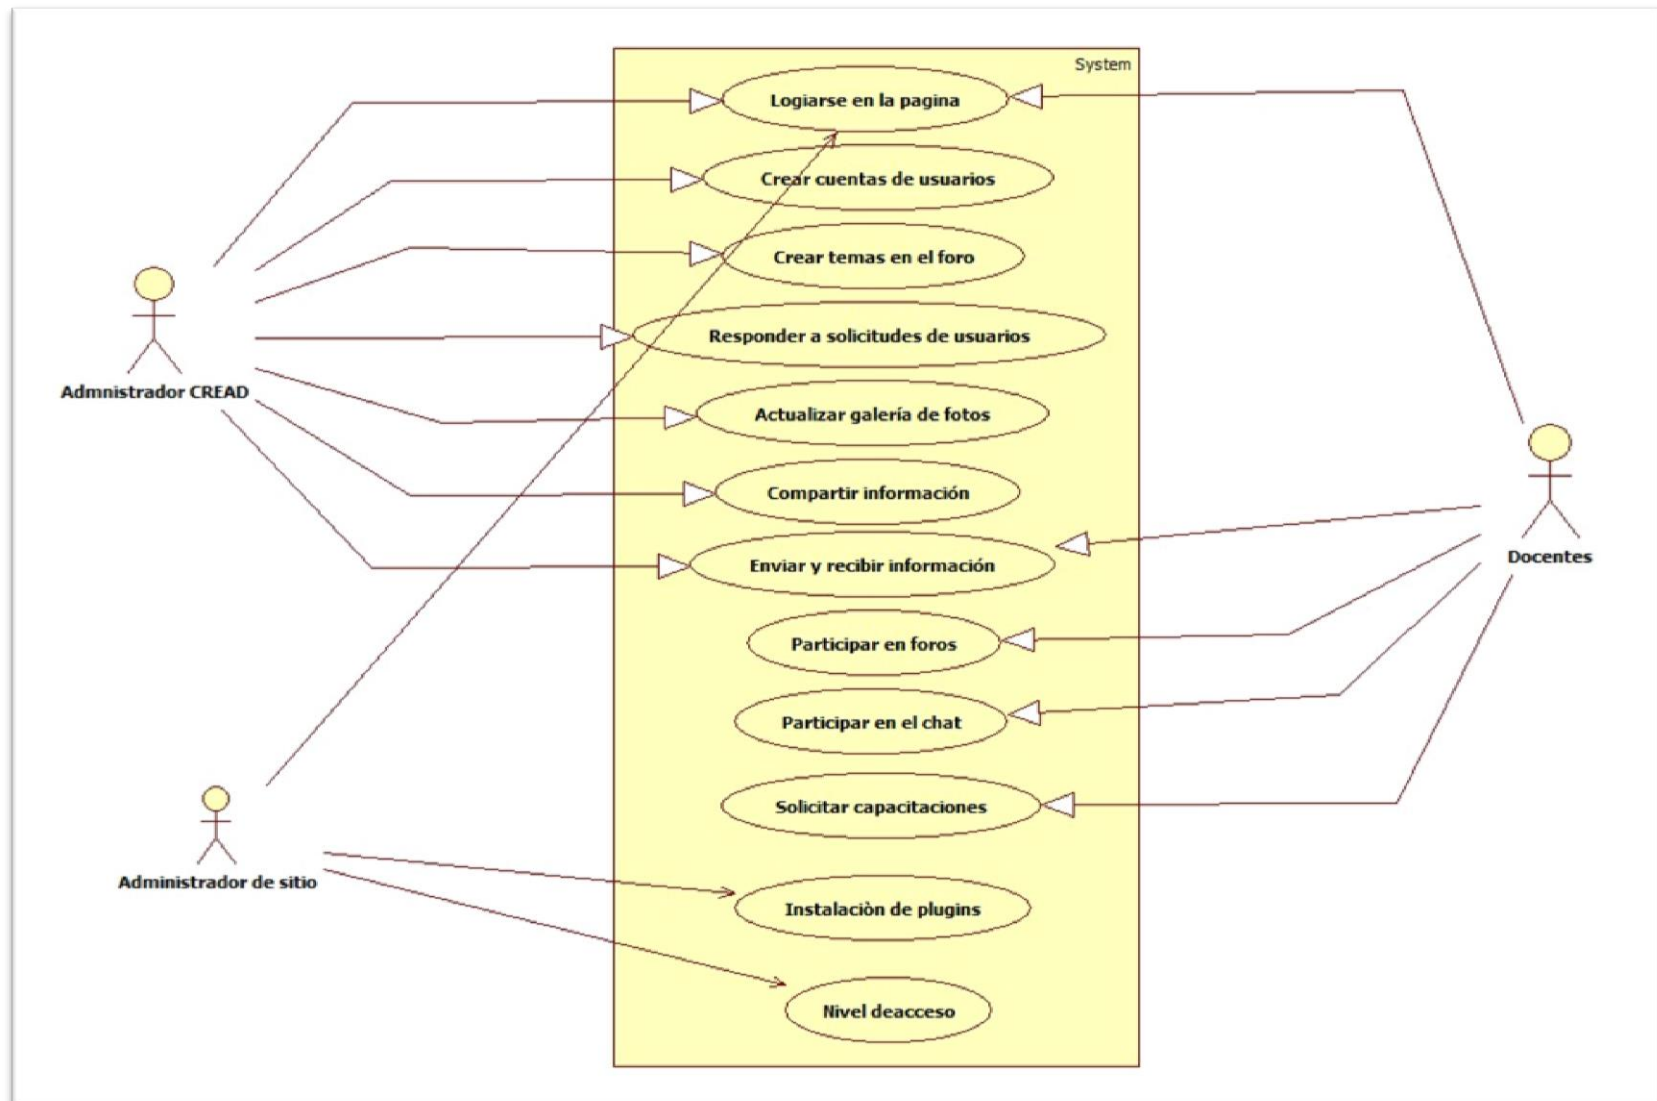 System
Logiarse en la pagina
Crear cuentas de usuarios
Crear temas en el foro
Responder a solicitudes de usuarios
Admnistrador CREAD
Actualizar galería de fotos
Compartir información
Enviar y recibir información
Docentes
Participar en foros
Participar en el chat
Solicitar capacitaciones
Administrador de sitio
Instalaciòn de plugins
Nivel deacceso